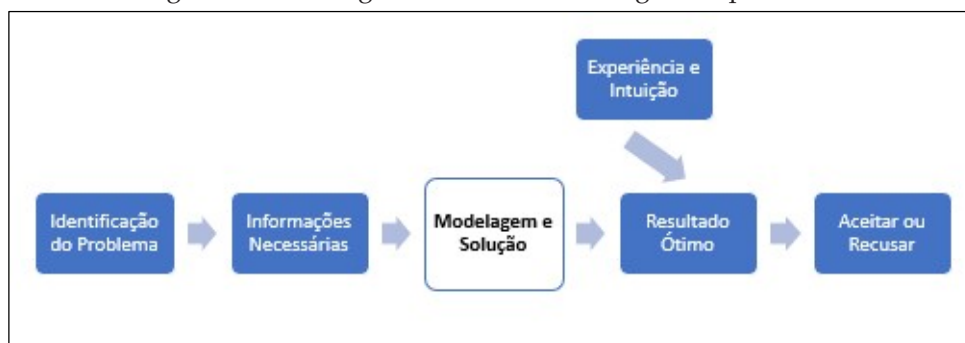 Experiência e
Intuição
Identificação
do Problema
Informações
Necessárias
Modelagem e
Solução
Resultado
Ótimo
Aceitar ou
Recusar